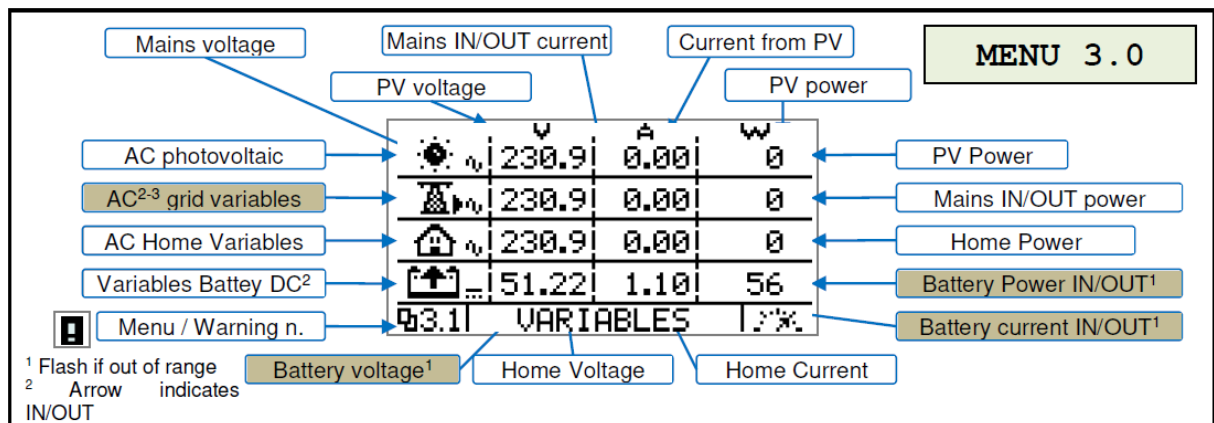 Mains voltage
Mains IN/OUT current
Current from PV
MENU 3.0
PV voltage
PV power
V A W
AC photovoltaic
230.9 0.00 0
PV Power
AC²⁻³ grid variables
230.9 0.00 0
Mains IN/OUT power
AC Home Variables
230.9 0.00 0
Home Power
Variables Battey DC²
51.22 1.10 56
Battery Power IN/OUT¹
Menu / Warning n.
3.1 VARIABLES
Battery current IN/OUT¹
¹ Flash if out of range
Battery voltage¹
Home Voltage
Home Current
² Arrow indicates
IN/OUT